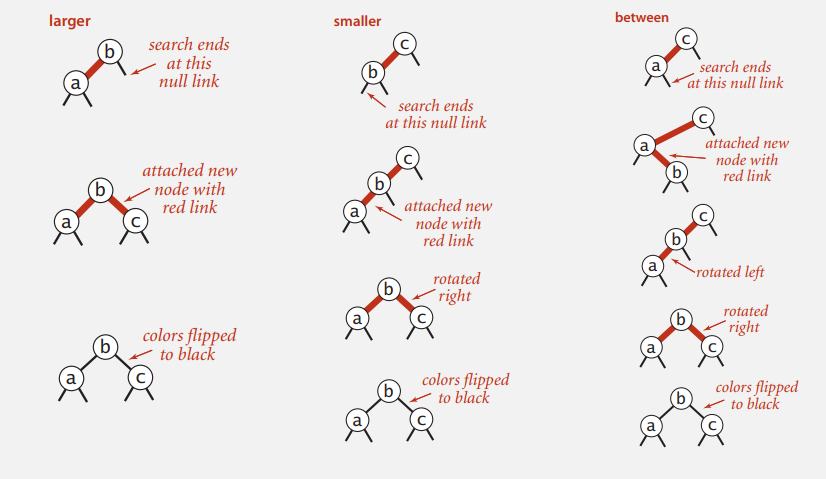 larger
b
search ends
at this
null link
a
attached new
node with
red link
b
a
c
colors flipped
to black
b
a
c
smaller
c
b
search ends
at this null link
c
b
a
attached new
node with
red link
rotated
right
b
a
c
colors flipped
to black
b
a
c
between
c
a
search ends
at this null link
c
a
attached new
node with
red link
b
c
b
a
rotated left
rotated
right
b
a
c
colors flipped
to black
b
a
c